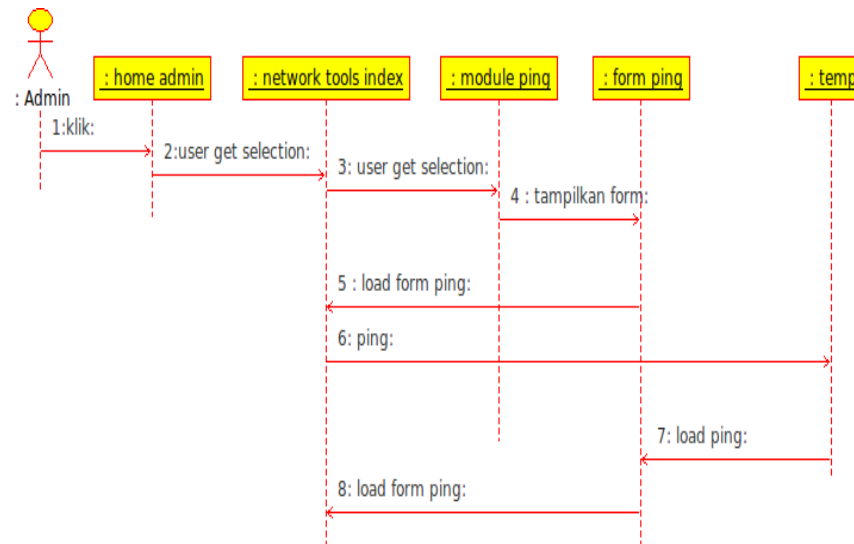 : home admin
: network tools index
: module ping
: form ping
: temp
: Admin
1:klik:
2:user get selection:
3: user get selection:
4 : tampilkan form:
5 : load form ping:
6: ping:
7: load ping:
8: load form ping: